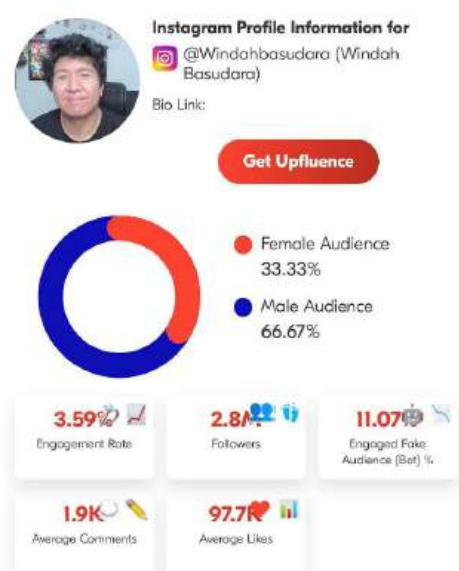 Instagram Profile Information for
@Windahbasudara (Windah
Basudara)
Bio Link:
Get Upfluence
Female Audience
33.33%
Male Audience
66.67%
3.59%
Engagement Rate
2.8M
Followers
11.07%
Engaged Fake
Audience (Bot) %
1.9K
Average Comments
97.7K
Average Likes